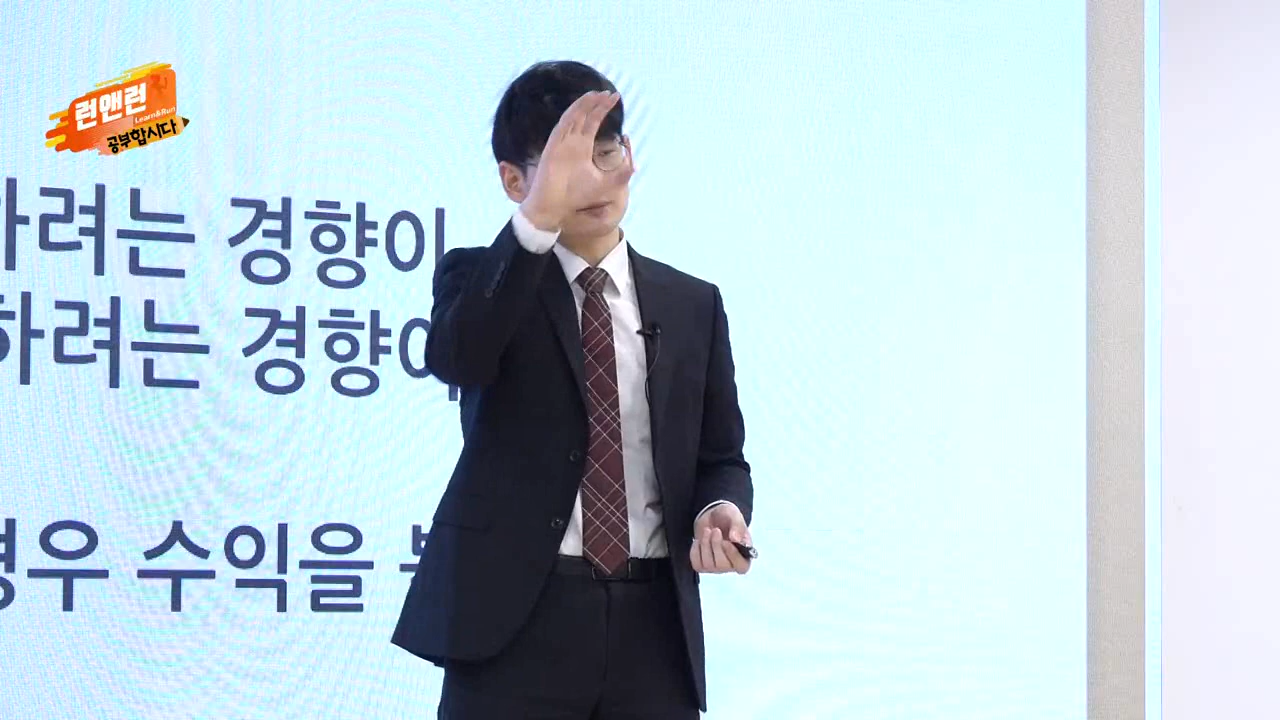 런앤런
Learn&Run
공부합시다
하려는 경향이
하려는 경향이
경우 수익을